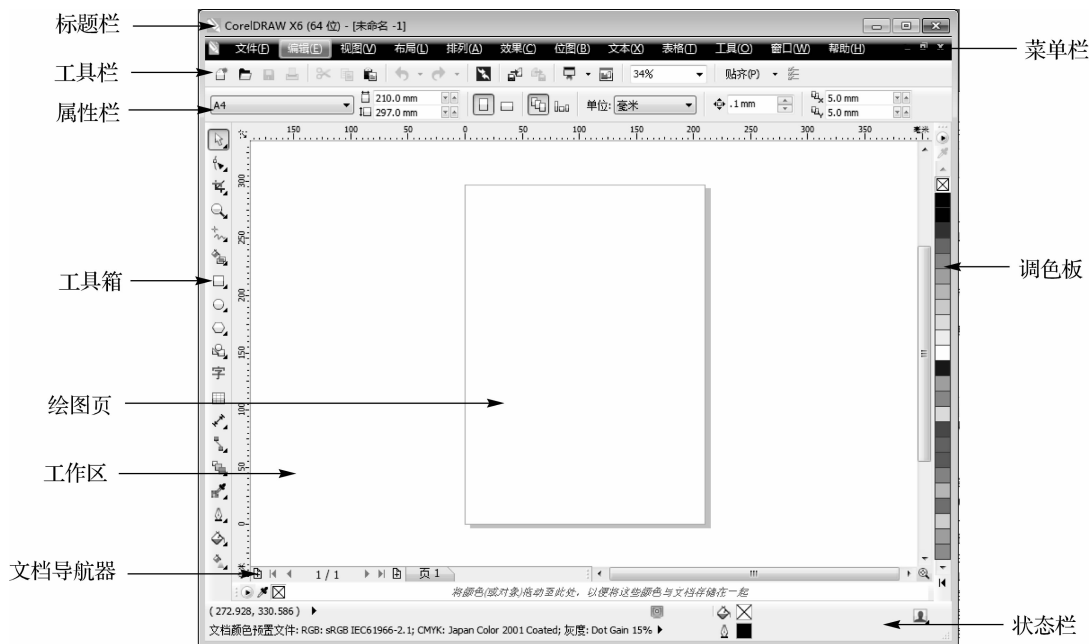 标题栏
CorelDRAW X6 (64 位) - [未命名 -1]
文件(F) 编辑(E) 视图(V) 布局(L) 排列(A) 效果(C) 位图(B) 文本(X) 表格(T) 工具(O) 窗口(W) 帮助(H)
菜单栏
工具栏
34% 贴齐(P)
属性栏
A4 210.0 mm 297.0 mm 单位: 毫米 .1 mm 5.0 mm 5.0 mm
150 100 50 0 50 100 150 200 250 300 350 毫米
300
250
200
150
100
50
0
字
工具箱
调色板
绘图页
工作区
文档导航器
1 / 1 页 1
将颜色(或对象)拖动至此处，以便将这些颜色与文档存储在一起
(272.928, 330.586)
文档颜色预置文件: RGB: sRGB IEC61966-2.1; CMYK: Japan Color 2001 Coated; 灰度: Dot Gain 15%
状态栏